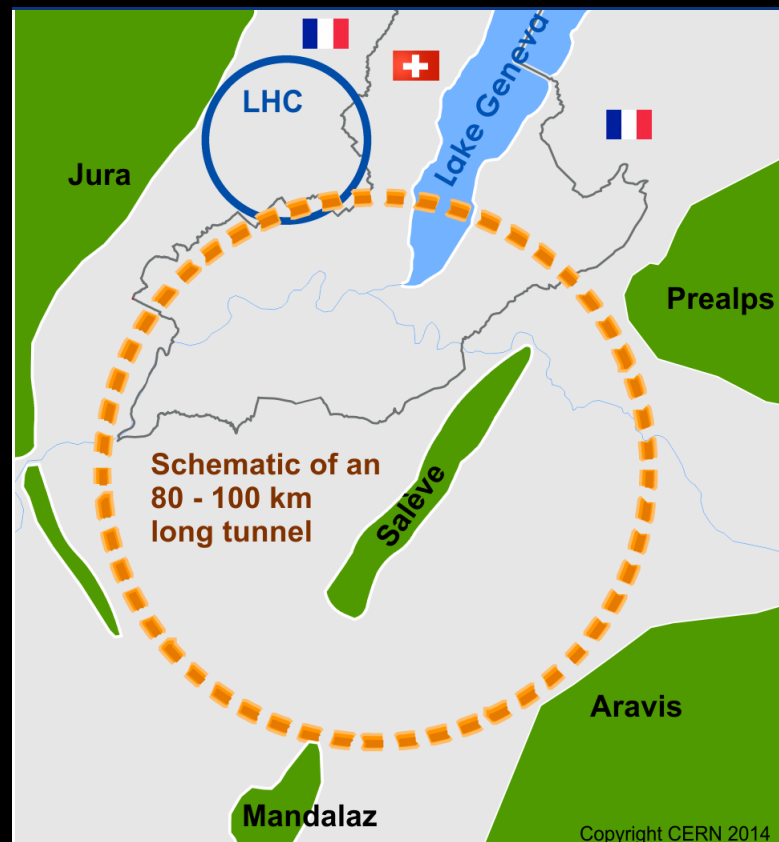 LHC
Lake Geneva
Jura
Prealps
Schematic of an
80 - 100 km
long tunnel
Salève
Aravis
Mandalaz
Copyright CERN 2014